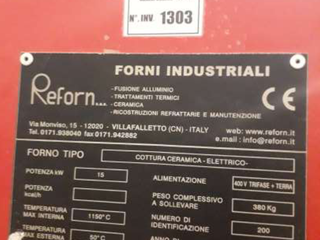 N°. INV. 1303
FORNI INDUSTRIALI
Reforn s.n.c.
- FUSIONE ALLUMINIO
- TRATTAMENTI TERMICI
- CERAMICA
- RICOSTRIZIONI REFRATTARIE E MANUTENZIONE
CE
Via Monviso, 15 - 12020 - VILLAFALLETTO (CN) - ITALY
Tel. 0171.938040 fax 0171.942882
web: www.reforn.it
e.mail : info@reforn.it
FORNO TIPO COTTURA CERAMICA - ELETTRICO-
POTENZA kW 15 ALIMENTAZIONE 400 V TRIFASE + TERRA
POTENZA kcal/h PESO COMPLESSIVO A SOLLEVARE 380 Kg
TEMPERATURA MAX INTERNA 1150°C NUMERO DI IDENTIFICAZIONE 200
TEMPERATURA MAX ESTERNA 50°C